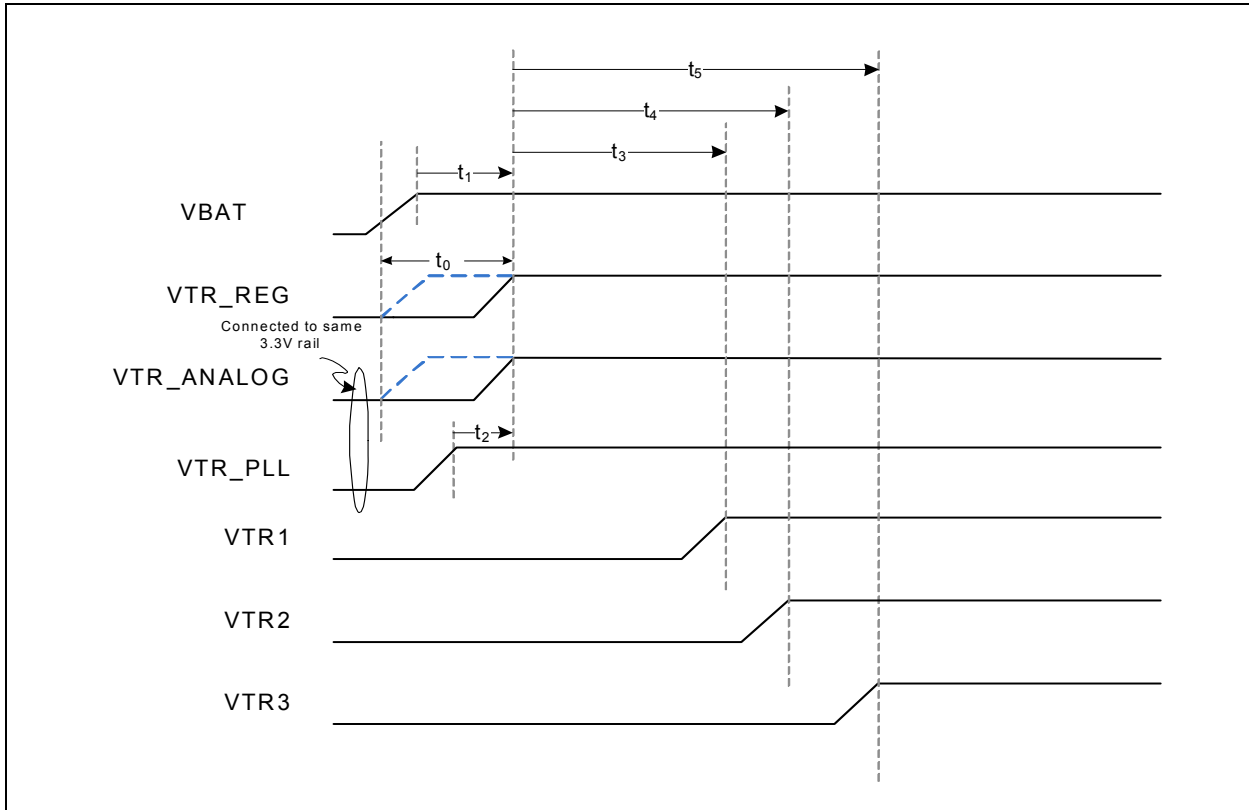 t5
t4
t3
t1
VBAT
t0
VTR_REG
Connected to same
3.3V rail
VTR_ANALOG
t2
VTR_PLL
VTR1
VTR2
VTR3